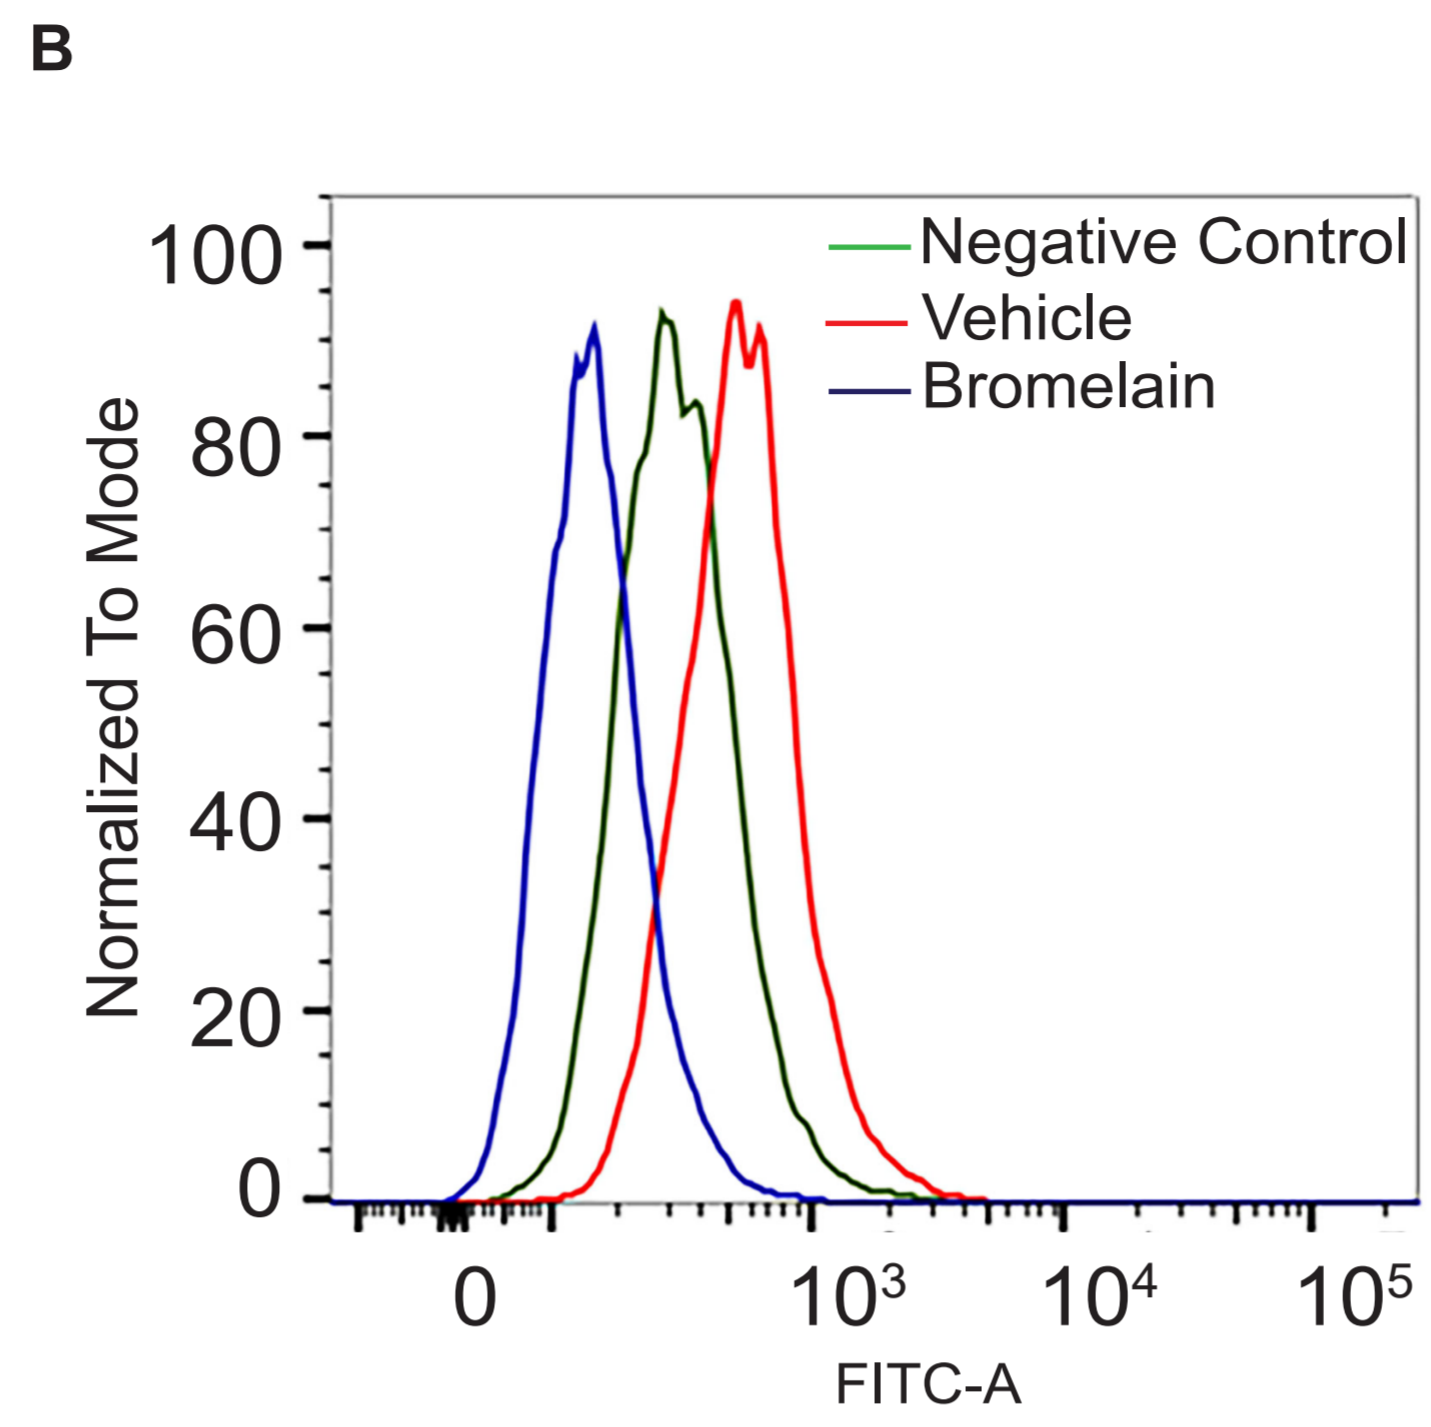 B
Negative Control
Vehicle
Bromelain
Normalized To Mode
100
80
60
40
20
0
0 10³ 10⁴ 10⁵
FITC-A